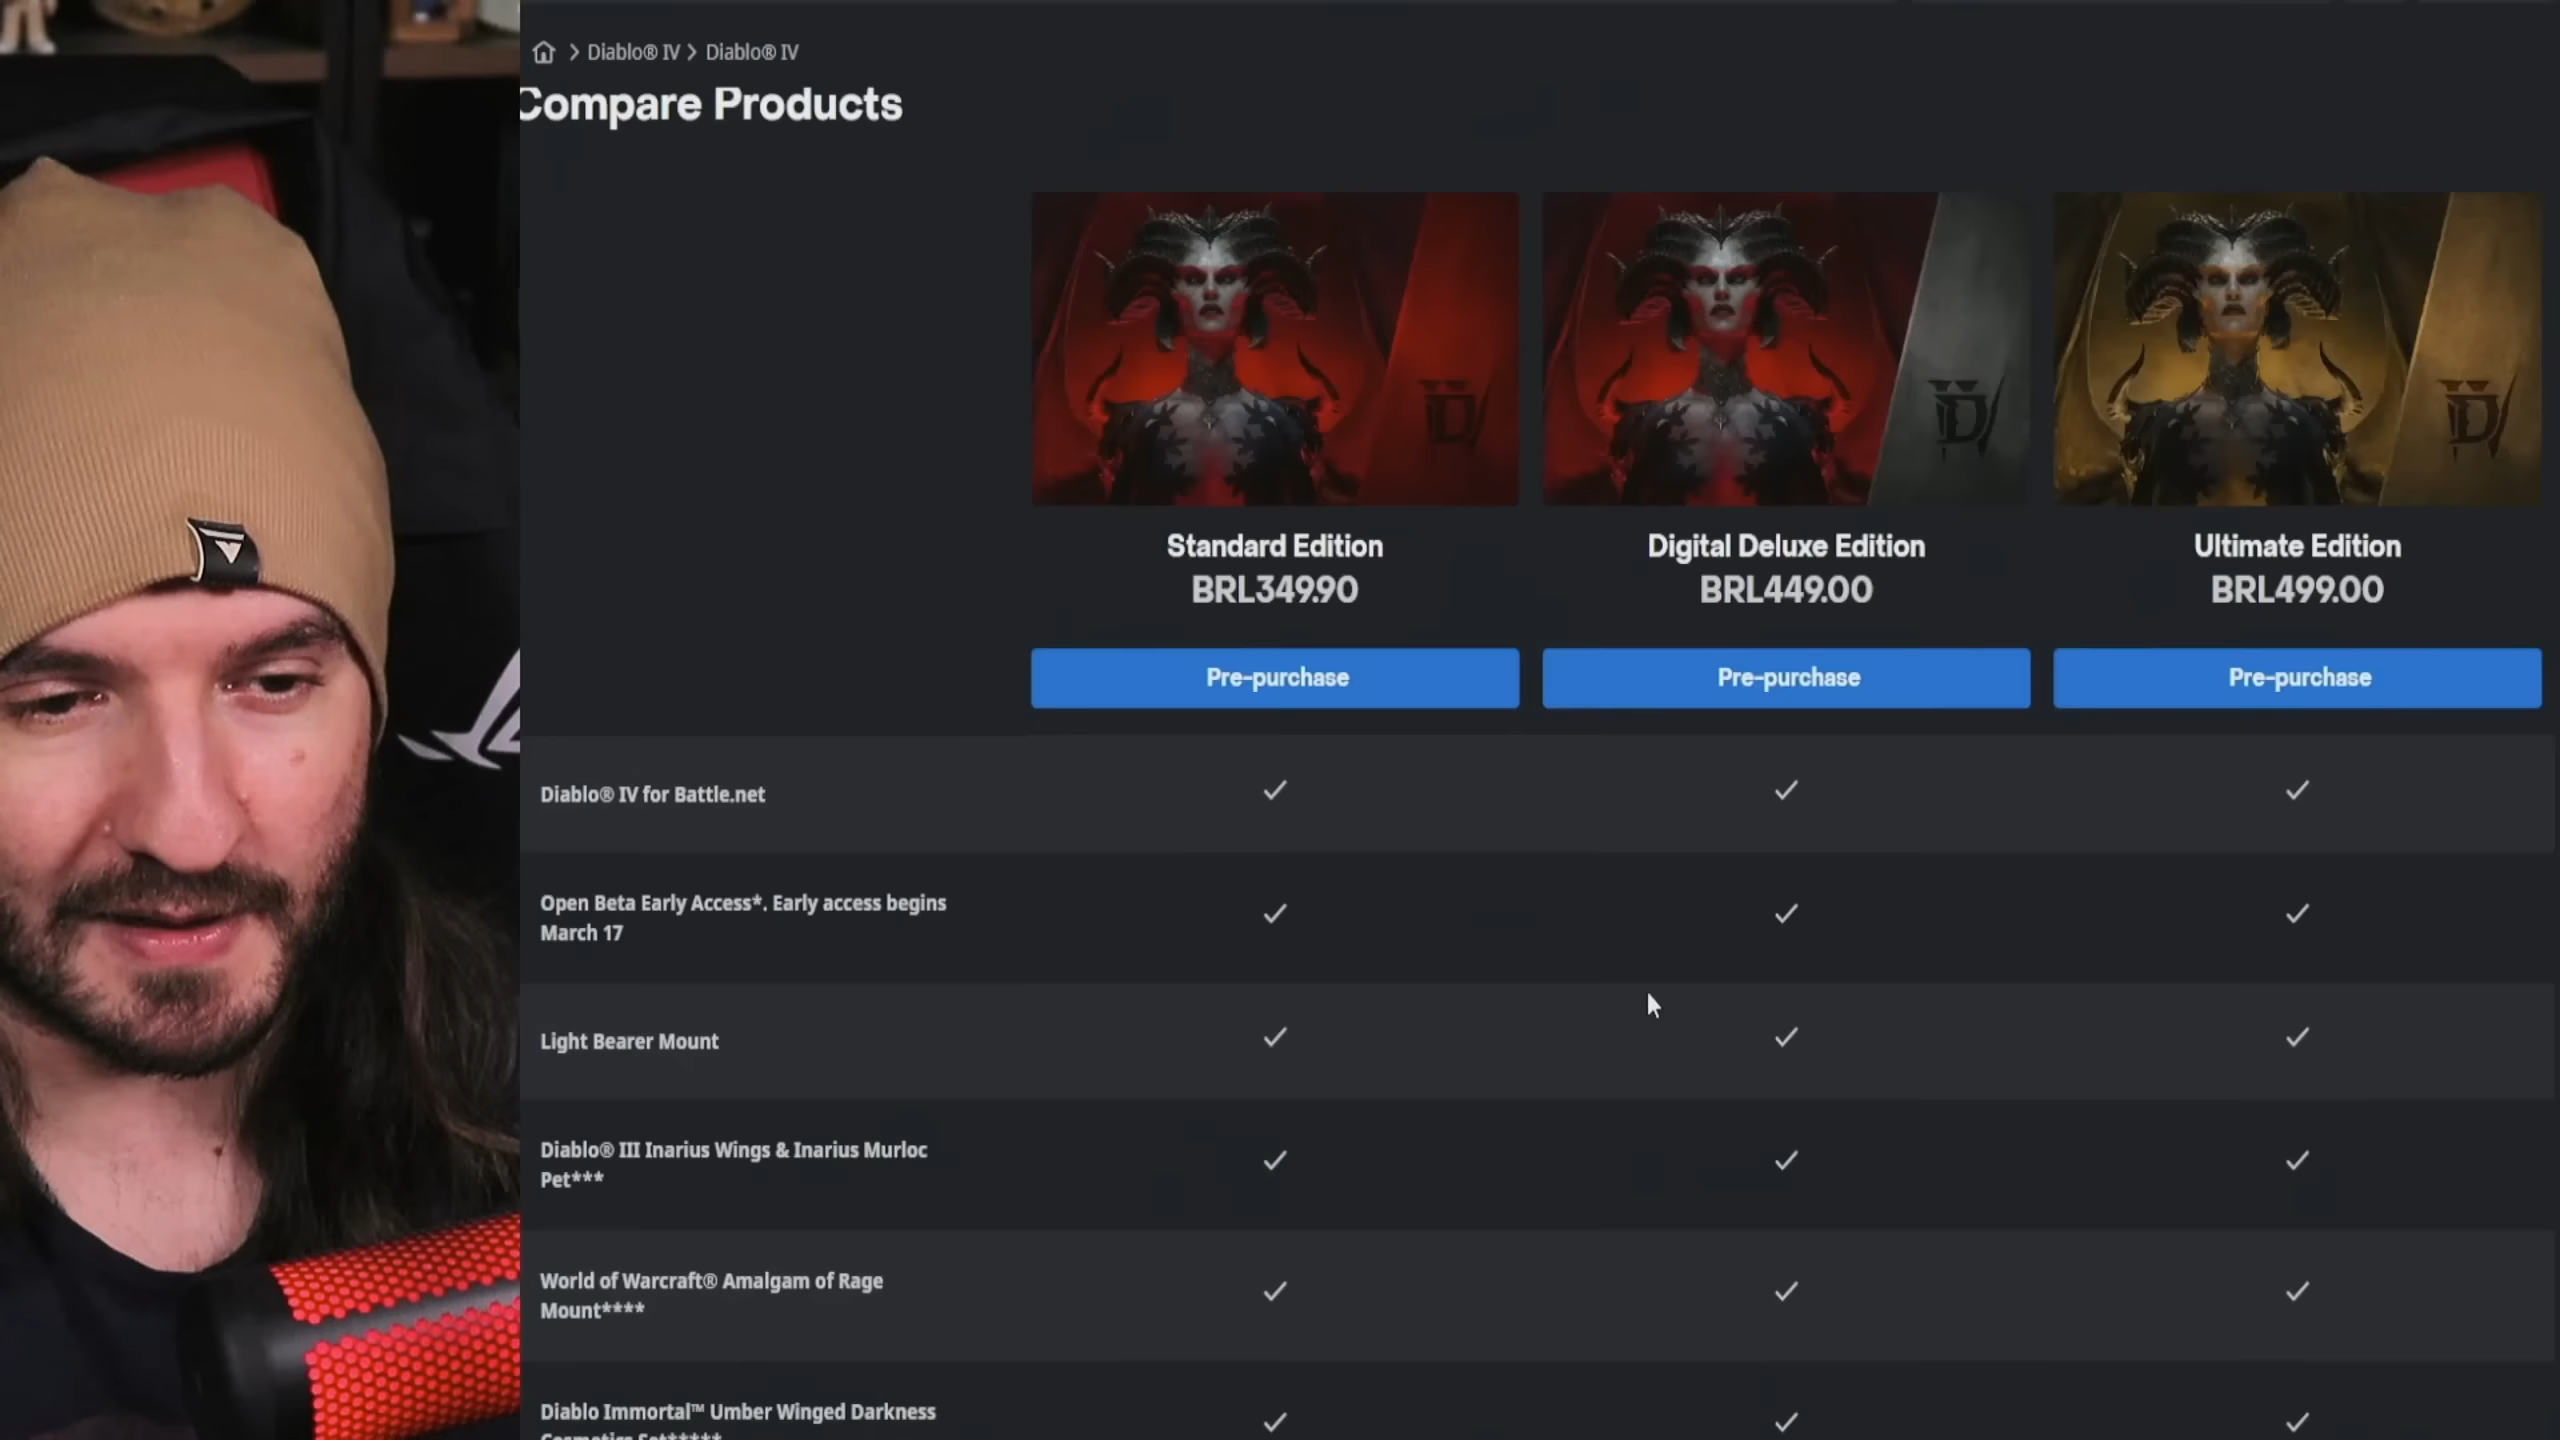 Diablo® IV > Diablo® IV
Compare Products
Standard Edition
BRL349.90
Pre-purchase
Digital Deluxe Edition
BRL449.00
Pre-purchase
Ultimate Edition
BRL499.00
Pre-purchase
Diablo® IV for Battle.net
Open Beta Early Access*. Early access begins
March 17
Light Bearer Mount
Diablo® III Inarius Wings & Inarius Murloc
Pet***
World of Warcraft® Amalgam of Rage
Mount****
Diablo Immortal™ Umber Winged Darkness
Cosmetics Set*****